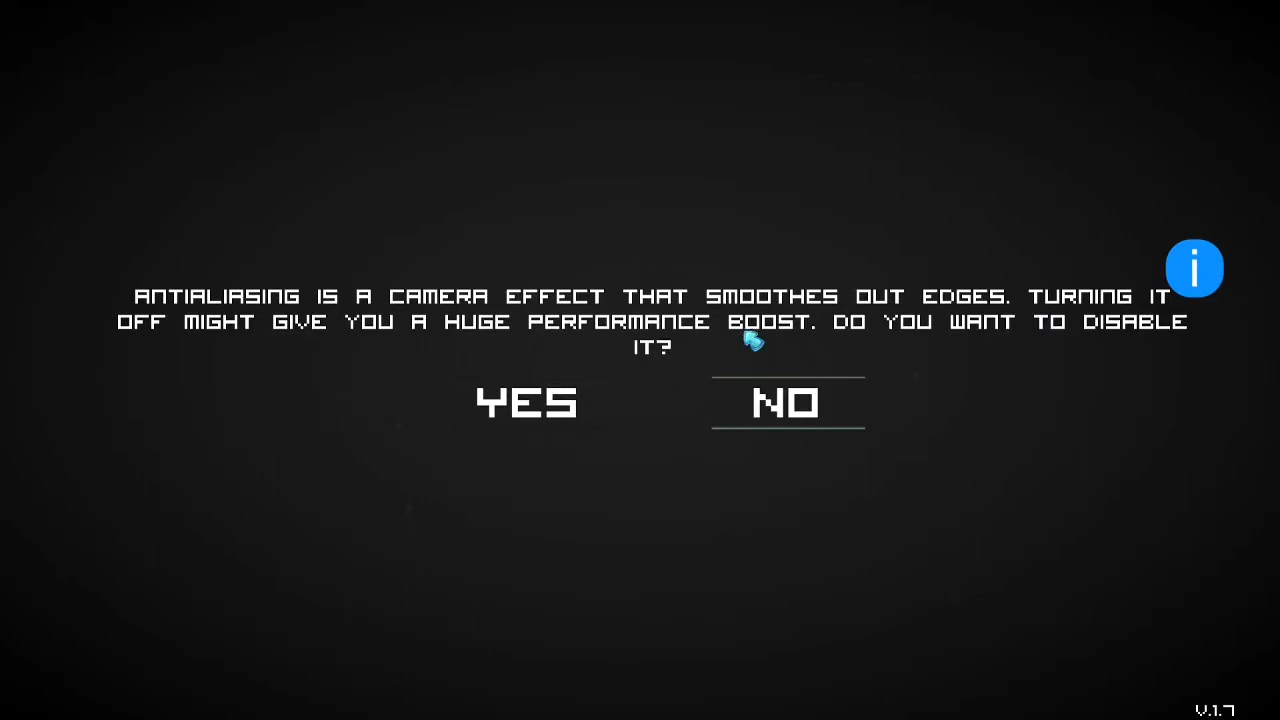 ANTIALIASING IS A CAMERA EFFECT THAT SMOOTHES OUT EDGES. TURNING IT
OFF MIGHT GIVE YOU A HUGE PERFORMANCE BOOST. DO YOU WANT TO DISABLE
IT?
YES NO
i
V.1.7